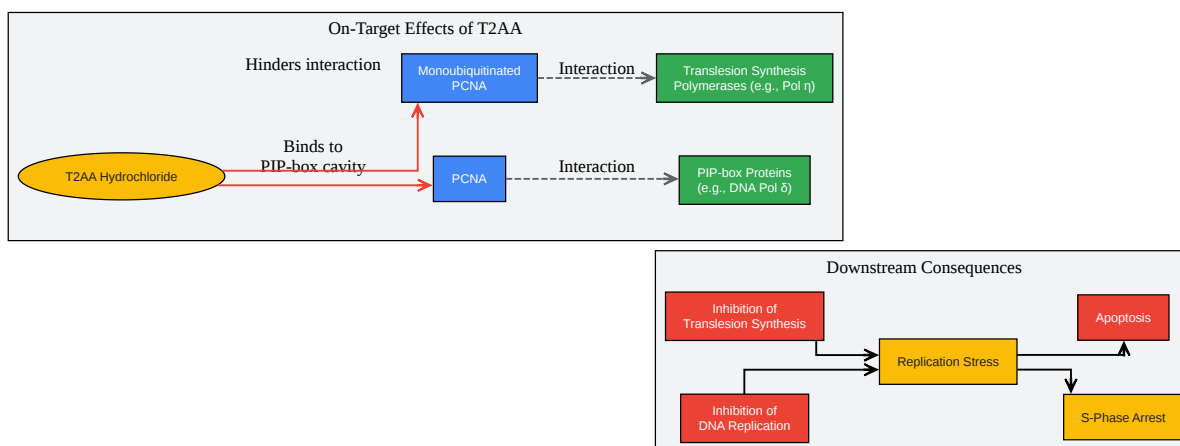 On-Target Effects of T2AA
Hinders interaction
Monoubiquitinated
PCNA
Interaction
Translesion Synthesis
Polymerases (e.g., Pol η)
Binds to
PIP-box cavity
T2AA Hydrochloride
PCNA
Interaction
PIP-box Proteins
(e.g., DNA Pol δ)
Downstream Consequences
Inhibition of
Translesion Synthesis
Apoptosis
Replication Stress
Inhibition of
DNA Replication
S-Phase Arrest